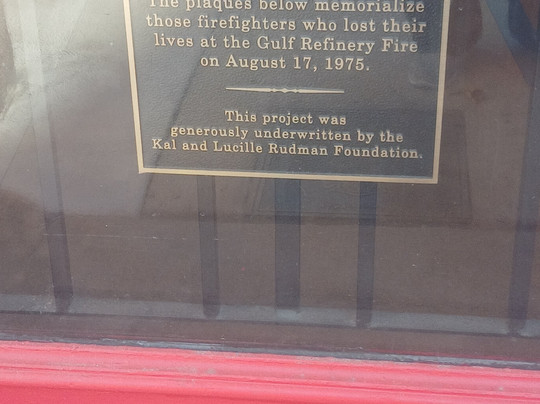 The plaques below memorialize
those firefighters who lost their
lives at the Gulf Refinery Fire
on August 17, 1975.
This project was
generously underwritten by the
Kal and Lucille Rudman Foundation.